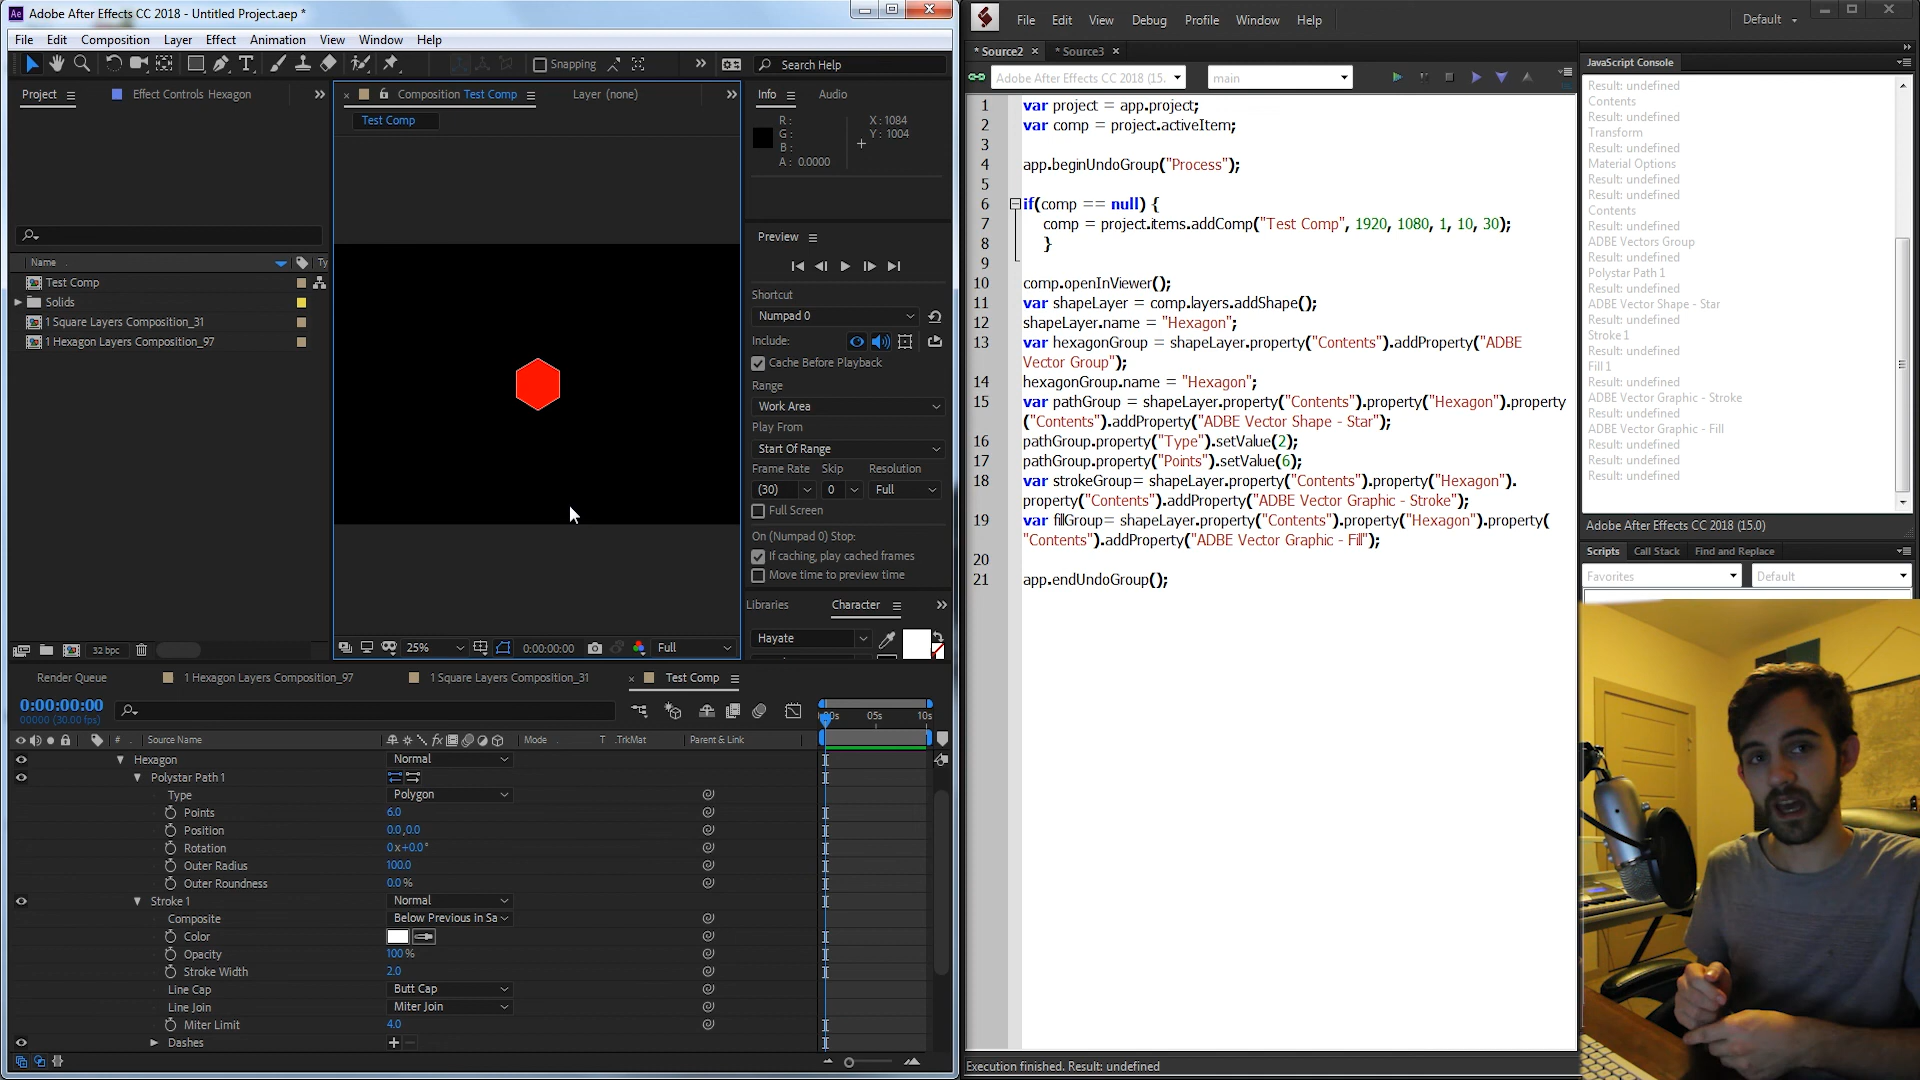 Ae Adobe After Effects CC 2018 - Untitled Project.aep *
File Edit Composition Layer Effect Animation View Window Help
Snapping
Search Help
Project
Effect Controls Hexagon
Composition Test Comp
Layer (none)
Test Comp
Name
Ty
Test Comp
Solids
1 Square Layers Composition_31
1 Hexagon Layers Composition_97
32 bpc
25%
0:00:00:00
Full
Info
Audio
R :
G :
B :
A : 0.0000
X : 1084
Y : 1004
Preview
Shortcut
Numpad 0
Include:
Cache Before Playback
Range
Work Area
Play From
Start Of Range
Frame Rate Skip Resolution
(30) 0 Full
Full Screen
On (Numpad 0) Stop:
If caching, play cached frames
Move time to preview time
Libraries
Character
Hayate
Render Queue
1 Hexagon Layers Composition_97
1 Square Layers Composition_31
Test Comp
0:00:00:00
00000 (30.00 fps)
05s
10s
# Source Name
fx
Mode
T .TrkMat
Parent & Link
Hexagon
Normal
Polystar Path 1
Type
Polygon
Points
6.0
Position
0.0,0.0
Rotation
0x+0.0°
Outer Radius
100.0
Outer Roundness
0.0%
Stroke 1
Normal
Composite
Below Previous in Sa
Color
Opacity
100%
Stroke Width
2.0
Line Cap
Butt Cap
Line Join
Miter Join
Miter Limit
4.0
Dashes
+ -
File Edit View Debug Profile Window Help
Default
* Source2 ×
* Source3 ×
Adobe After Effects CC 2018 (15.
main
1 var project = app.project;
2 var comp = project.activeItem;
3
4 app.beginUndoGroup("Process");
5
6 if(comp == null) {
7 comp = project.items.addComp("Test Comp", 1920, 1080, 1, 10, 30);
8 }
9
10 comp.openInViewer();
11 var shapeLayer = comp.layers.addShape();
12 shapeLayer.name = "Hexagon";
13 var hexagonGroup = shapeLayer.property("Contents").addProperty("ADBE
Vector Group");
14 hexagonGroup.name = "Hexagon";
15 var pathGroup = shapeLayer.property("Contents").property("Hexagon").property
("Contents").addProperty("ADBE Vector Shape - Star");
16 pathGroup.property("Type").setValue(2);
17 pathGroup.property("Points").setValue(6);
18 var strokeGroup= shapeLayer.property("Contents").property("Hexagon").
property("Contents").addProperty("ADBE Vector Graphic - Stroke");
19 var fillGroup= shapeLayer.property("Contents").property("Hexagon").property(
"Contents").addProperty("ADBE Vector Graphic - Fill");
20
21 app.endUndoGroup();
Execution finished. Result: undefined
JavaScript Console
Result: undefined
Contents
Result: undefined
Transform
Result: undefined
Material Options
Result: undefined
Result: undefined
Contents
Result: undefined
ADBE Vectors Group
Result: undefined
Polystar Path 1
Result: undefined
ADBE Vector Shape - Star
Result: undefined
Stroke 1
Result: undefined
Fill 1
Result: undefined
ADBE Vector Graphic - Stroke
Result: undefined
ADBE Vector Graphic - Fill
Result: undefined
Result: undefined
Result: undefined
Adobe After Effects CC 2018 (15.0)
Scripts
Call Stack
Find and Replace
Favorites
Default